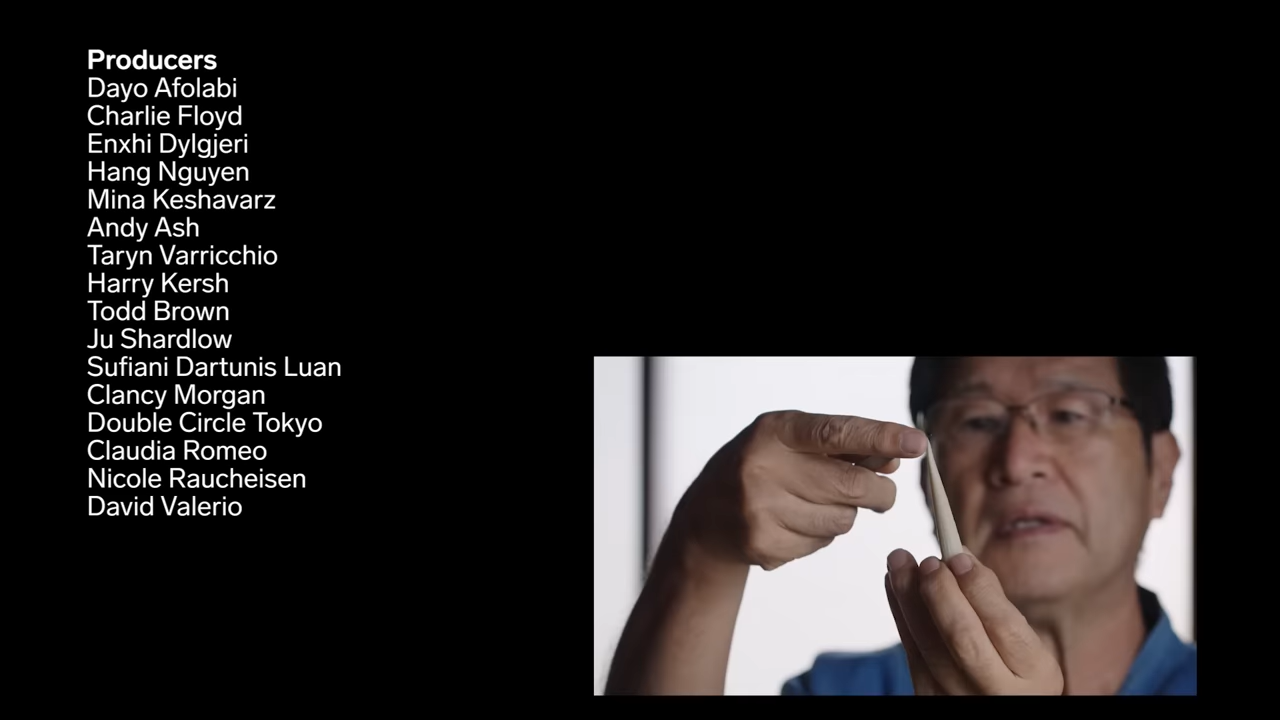 Producers
Dayo Afolabi
Charlie Floyd
Enxhi Dylgjeri
Hang Nguyen
Mina Keshavarz
Andy Ash
Taryn Varricchio
Harry Kersh
Todd Brown
Ju Shardlow
Sufiani Dartunis Luan
Clancy Morgan
Double Circle Tokyo
Claudia Romeo
Nicole Raucheisen
David Valerio